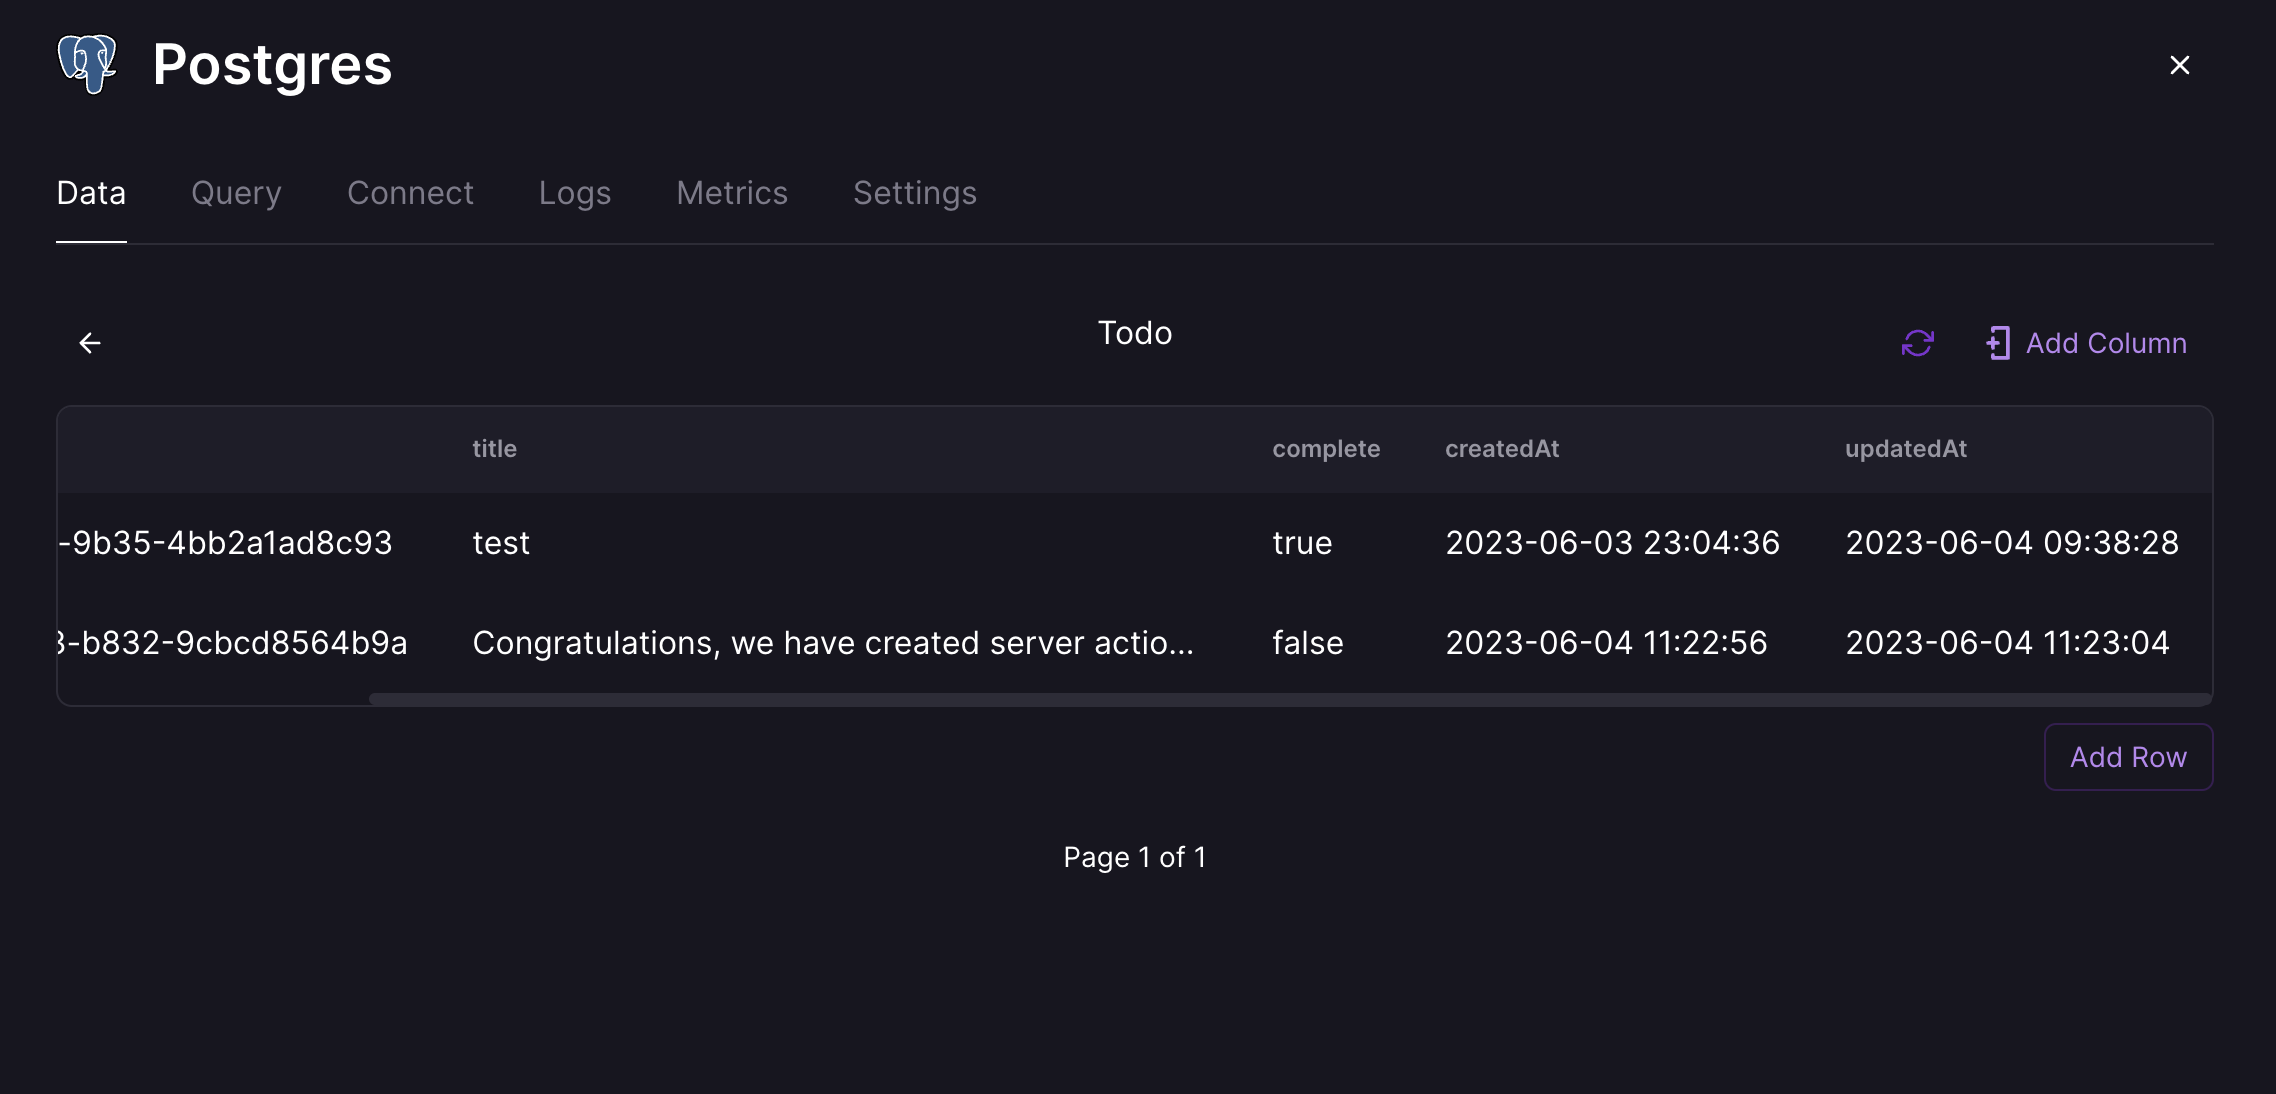 Postgres
Data Query Connect Logs Metrics Settings
Todo
Add Column
title complete createdAt updatedAt
-9b35-4bb2a1ad8c93 test true 2023-06-03 23:04:36 2023-06-04 09:38:28
3-b832-9cbcd8564b9a Congratulations, we have created server actio... false 2023-06-04 11:22:56 2023-06-04 11:23:04
Add Row
Page 1 of 1